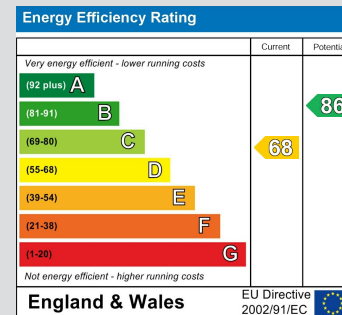 Energy Efficiency Rating
Current Potentia
Very energy efficient - lower running costs
(92 plus) A
(81-91) B 86
(69-80) C 68
(55-68) D
(39-54) E
(21-38) F
(1-20) G
Not energy efficient - higher running costs
England & Wales EU Directive
2002/91/EC